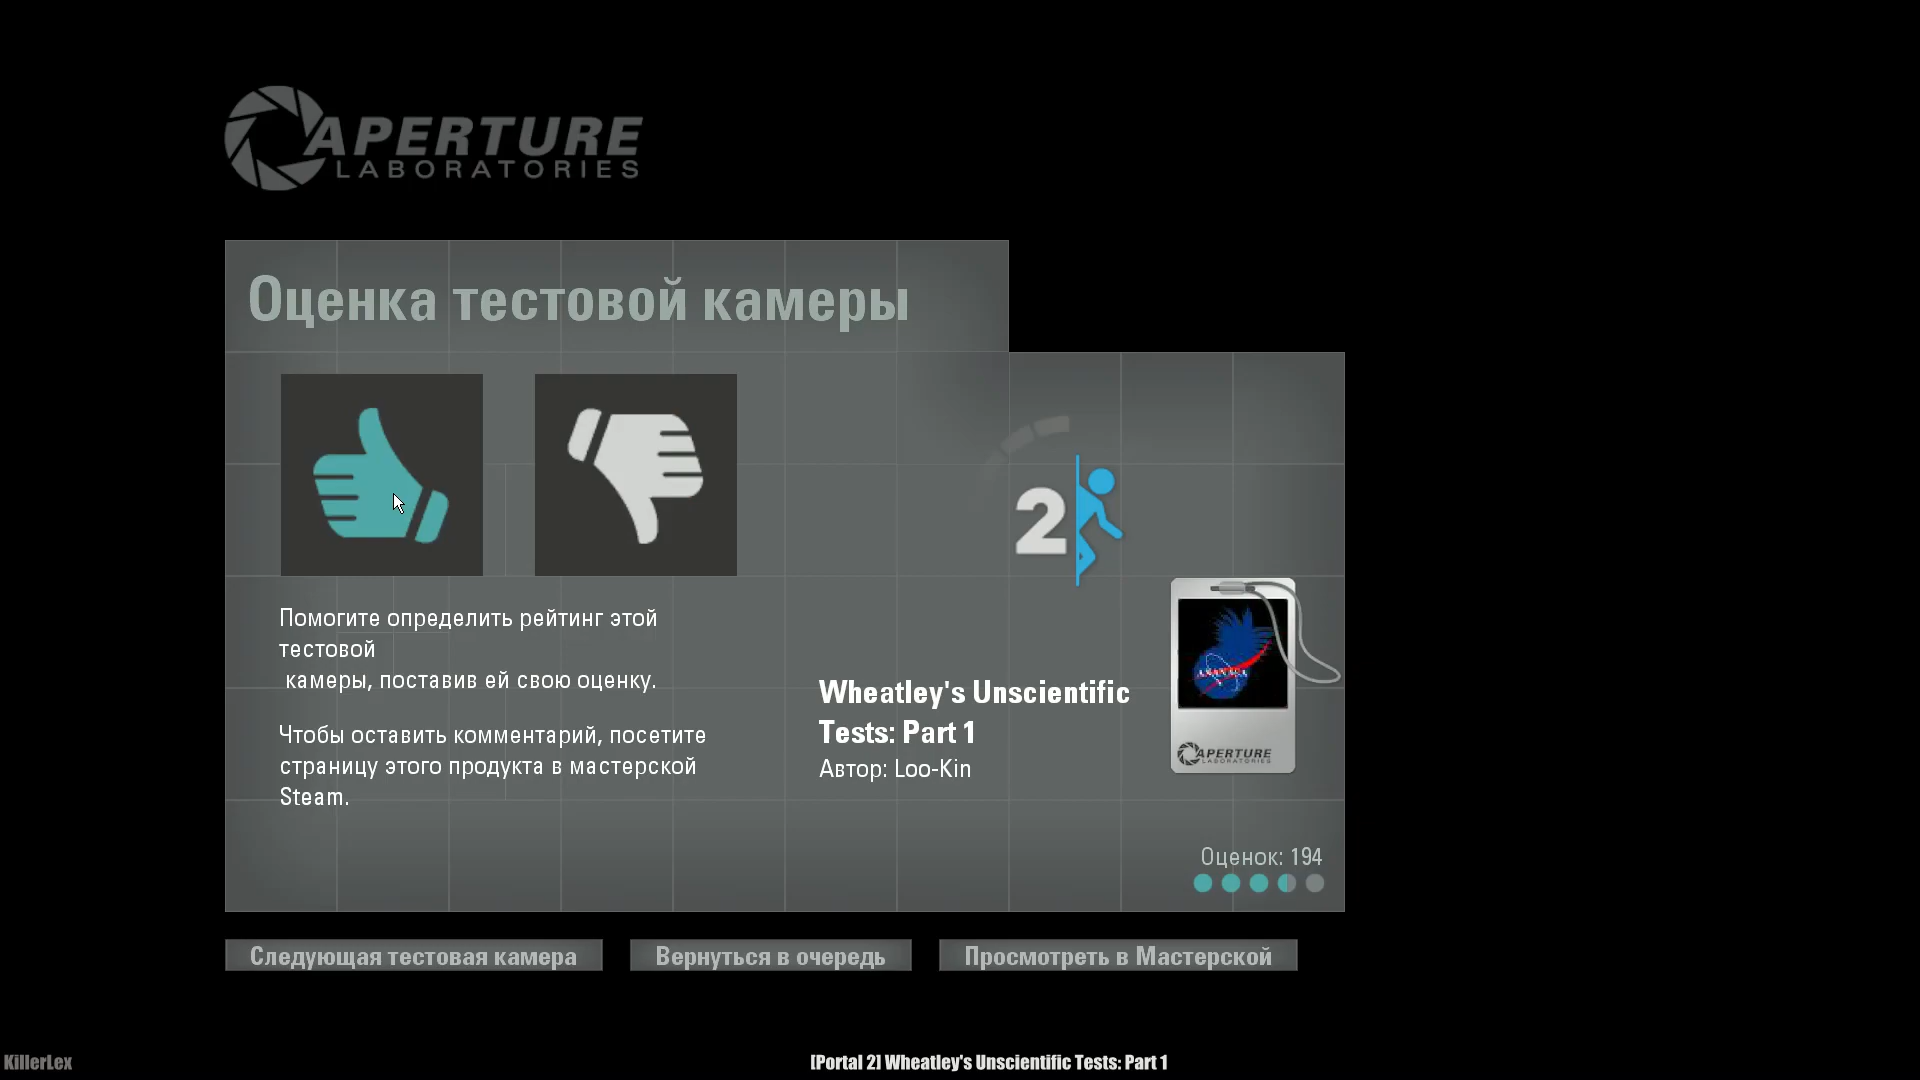 APERTURE
LABORATORIES
Оценка тестовой камеры
Помогите определить рейтинг этой
тестовой
камеры, поставив ей свою оценку.
Чтобы оставить комментарий, посетите
страницу этого продукта в мастерской
Steam.
2
Wheatley's Unscientific
Tests: Part 1
Автор: Loo-Kin
APERTURE
LABORATORIES
Оценок: 194
Следующая тестовая камера
Вернуться в очередь
Просмотреть в Мастерской
KillerLex
[Portal 2] Wheatley's Unscientific Tests: Part 1